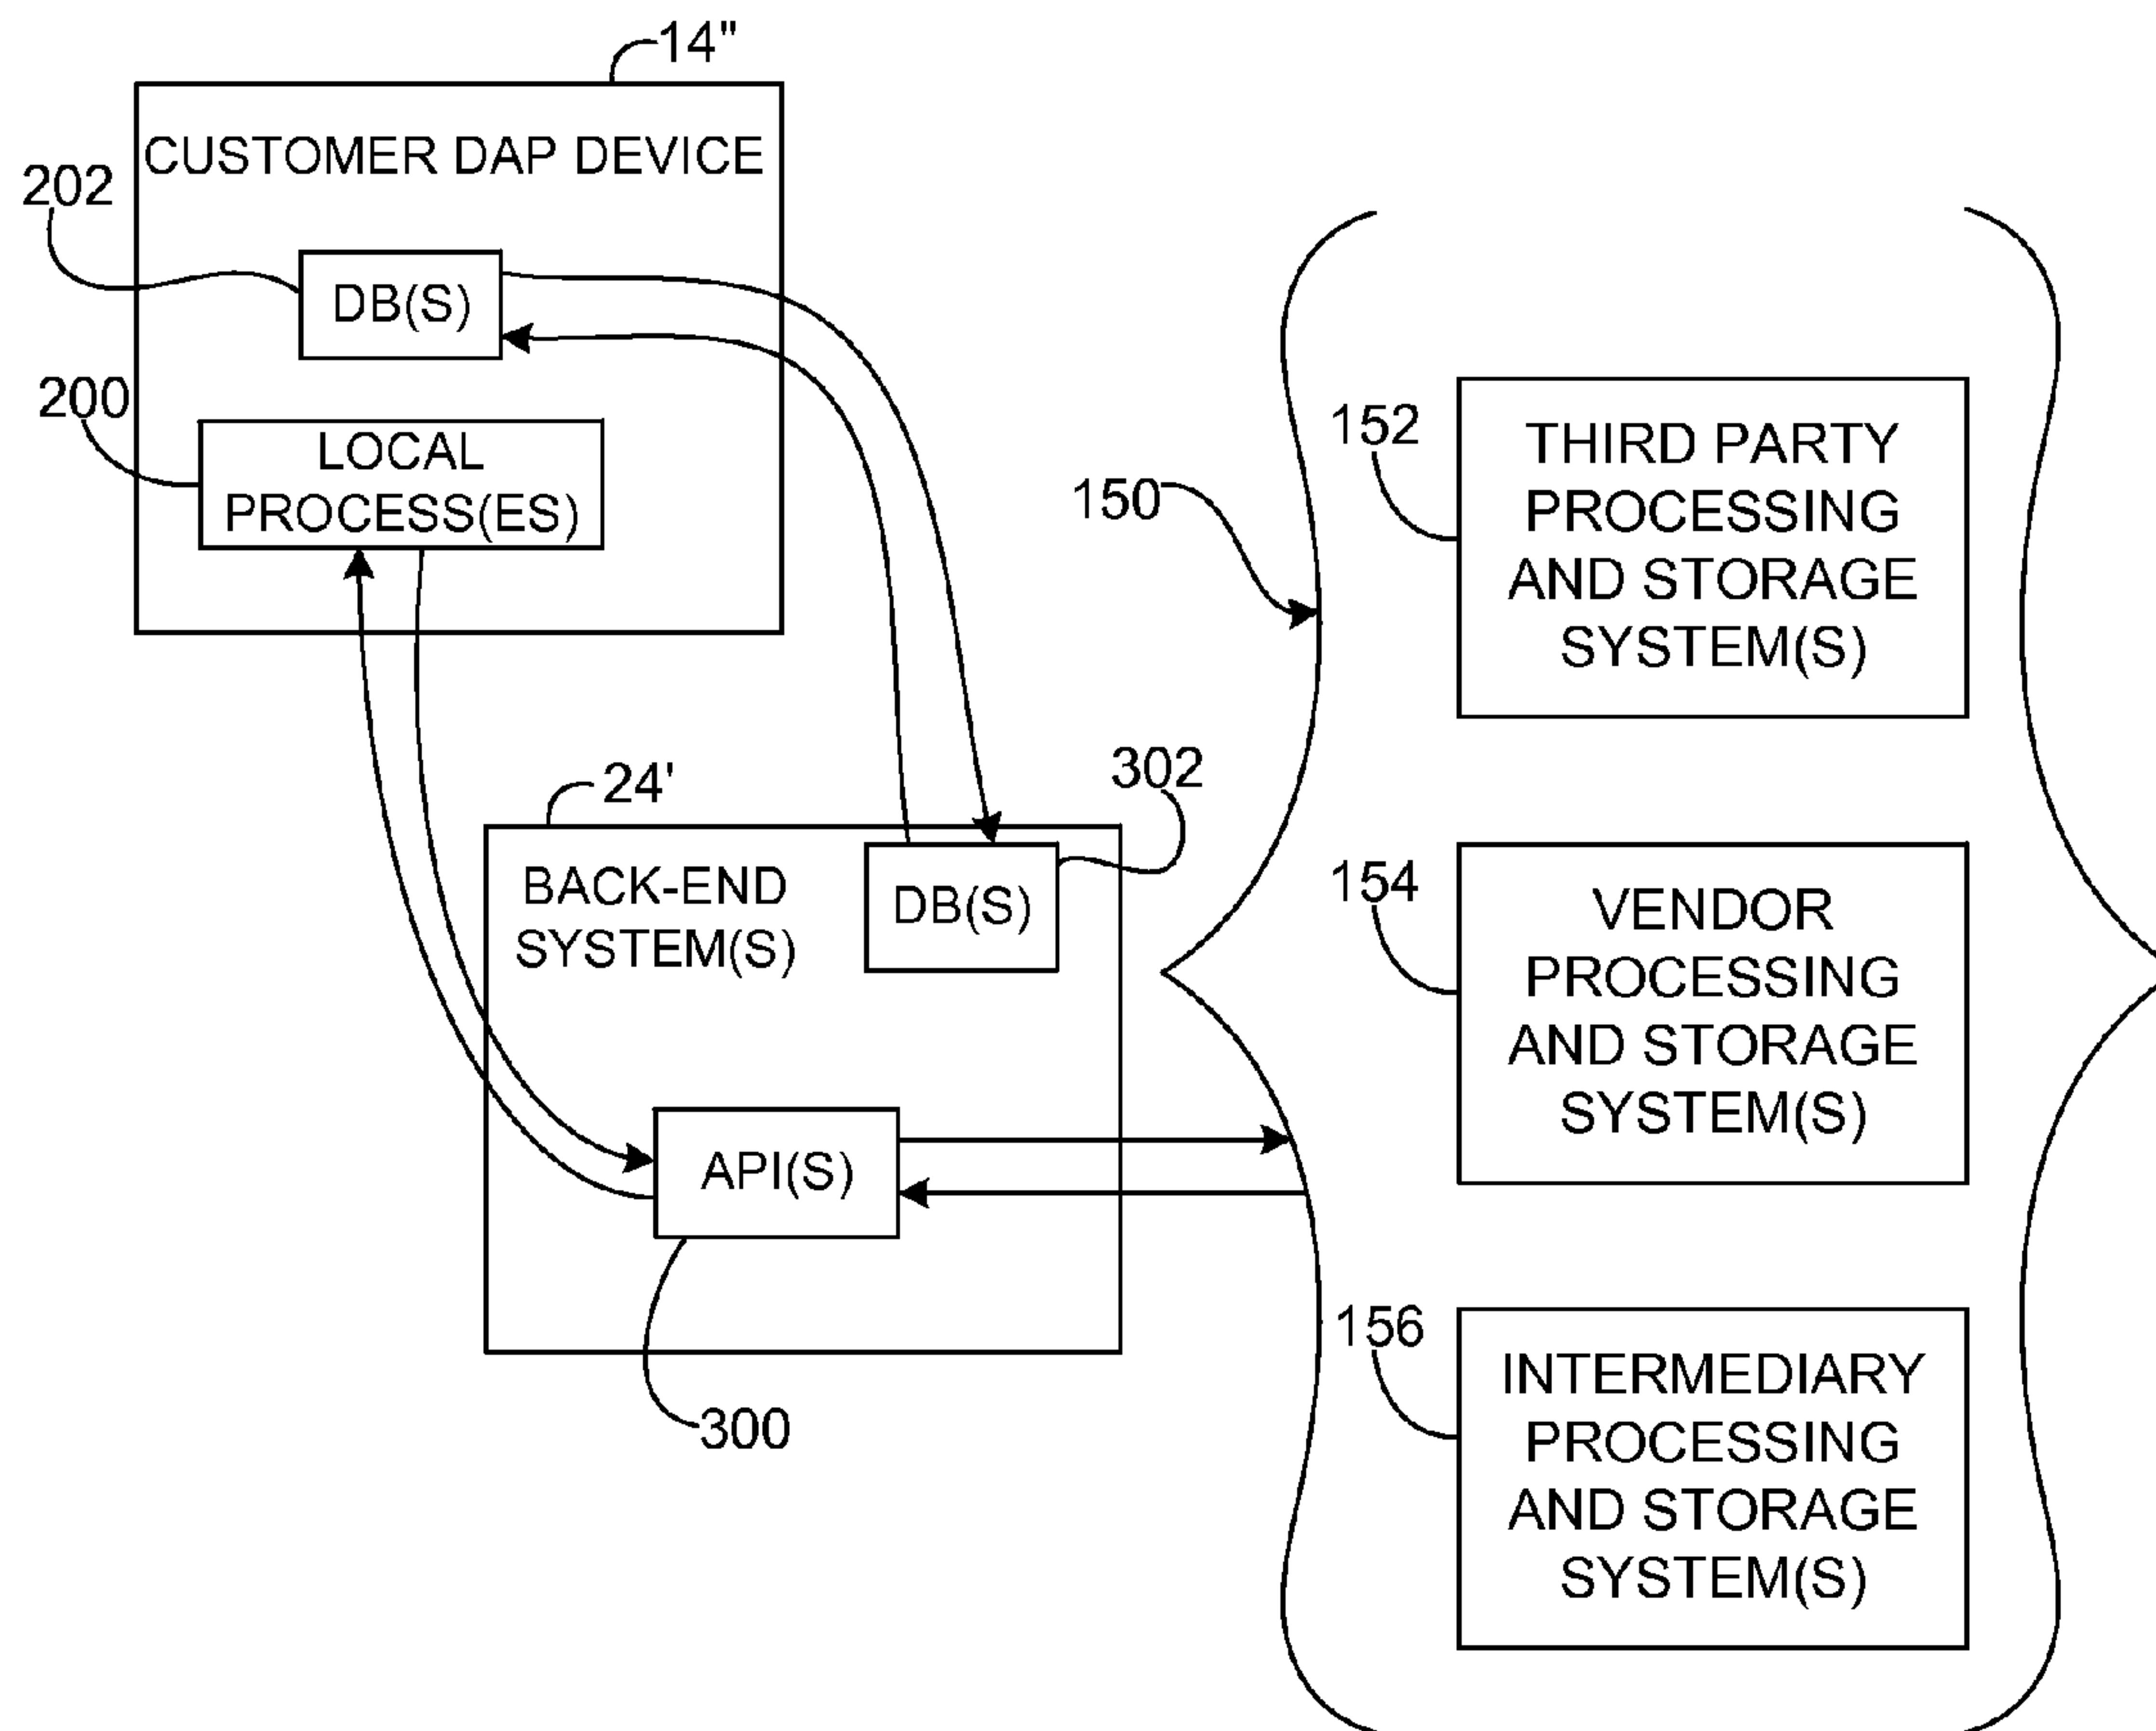 14"
CUSTOMER DAP DEVICE
202
DB(S)
200
LOCAL
PROCESS(ES)
24'
BACK-END
SYSTEM(S)
302
DB(S)
API(S)
300
150
152
THIRD PARTY
PROCESSING
AND STORAGE
SYSTEM(S)
154
VENDOR
PROCESSING
AND STORAGE
SYSTEM(S)
156
INTERMEDIARY
PROCESSING
AND STORAGE
SYSTEM(S)